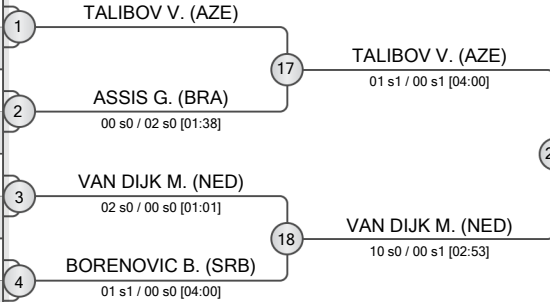 TALIBOV V. (AZE)
1
17
TALIBOV V. (AZE)
01 s1 / 00 s1 [04:00]
ASSIS G. (BRA)
2
00 s0 / 02 s0 [01:38]
VAN DIJK M. (NED)
3
02 s0 / 00 s0 [01:01]
18
VAN DIJK M. (NED)
10 s0 / 00 s1 [02:53]
BORENOVIC B. (SRB)
4
01 s1 / 00 s0 [04:00]